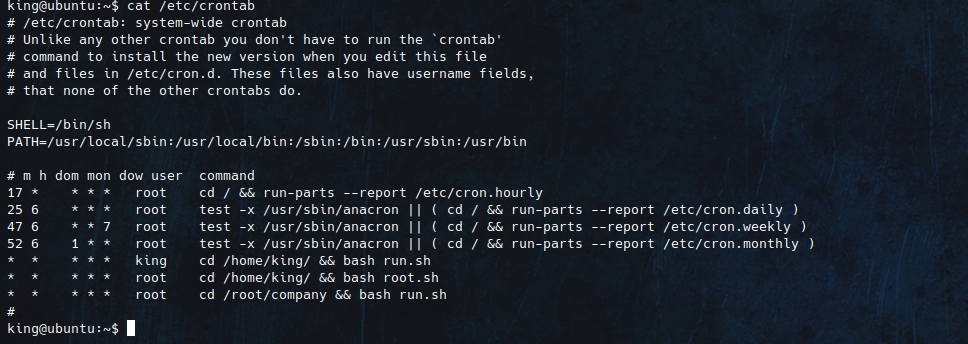 king@ubuntu:~$ cat /etc/crontab
# /etc/crontab: system-wide crontab
# Unlike any other crontab you don't have to run the `crontab'
# command to install the new version when you edit this file
# and files in /etc/cron.d. These files also have username fields,
# that none of the other crontabs do.

SHELL=/bin/sh
PATH=/usr/local/sbin:/usr/local/bin:/sbin:/bin:/usr/sbin:/usr/bin

# m h dom mon dow user  command
17 *    * * *   root    cd / && run-parts --report /etc/cron.hourly
25 6    * * *   root    test -x /usr/sbin/anacron || ( cd / && run-parts --report /etc/cron.daily )
47 6    * * 7   root    test -x /usr/sbin/anacron || ( cd / && run-parts --report /etc/cron.weekly )
52 6    1 * *   root    test -x /usr/sbin/anacron || ( cd / && run-parts --report /etc/cron.monthly )
*  *    * * *   king    cd /home/king/ && bash run.sh
*  *    * * *   root    cd /home/king/ && bash root.sh
*  *    * * *   root    cd /root/company && bash run.sh
#
king@ubuntu:~$